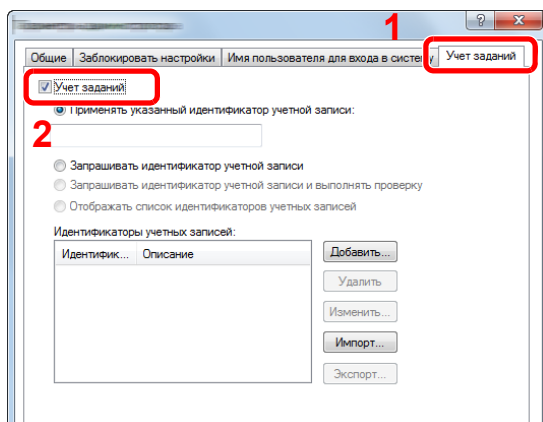 1
Общие Заблокировать настройки Имя пользователя для входа в систему Учет заданий
Учет заданий
Применять указанный идентификатор учетной записи:
2
Запрашивать идентификатор учетной записи
Запрашивать идентификатор учетной записи и выполнять проверку
Отображать список идентификаторов учетных записей
Идентификаторы учетных записей:
Идентифик... Описание
Добавить...
Удалить
Изменить...
Импорт...
Экспорт...